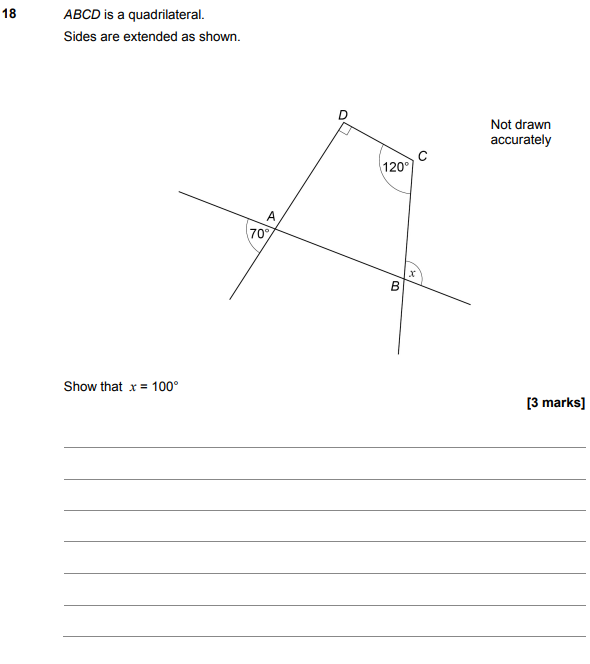 18 ABCD is a quadrilateral.
Sides are extended as shown.
D
Not drawn
accurately
C
120°
A
70°
x
B
Show that x = 100°
[3 marks]